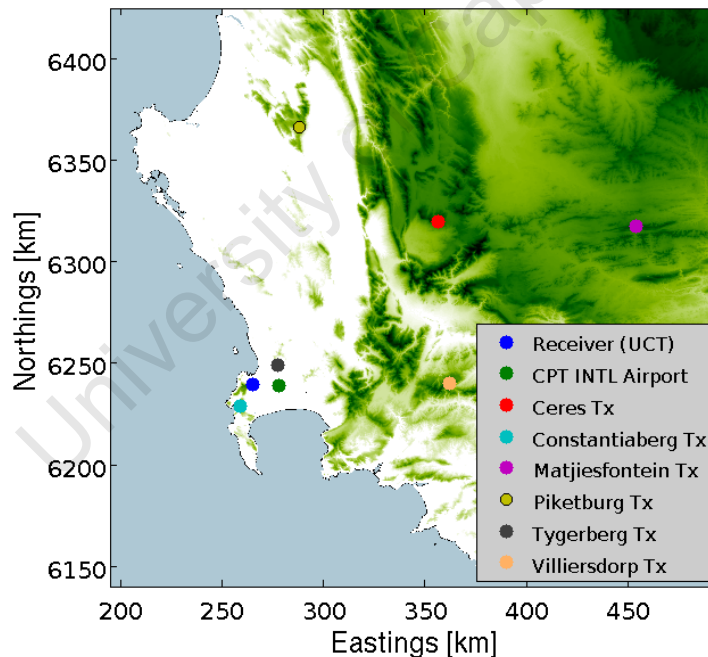 University of Cap
6400
6350
6300
6250
6200
6150
Northings [km]
200
250
300
350
400
450
Eastings [km]
Receiver (UCT)
CPT INTL Airport
Ceres Tx
Constantiaberg Tx
Matjiesfontein Tx
Piketburg Tx
Tygerberg Tx
Villiersdorp Tx